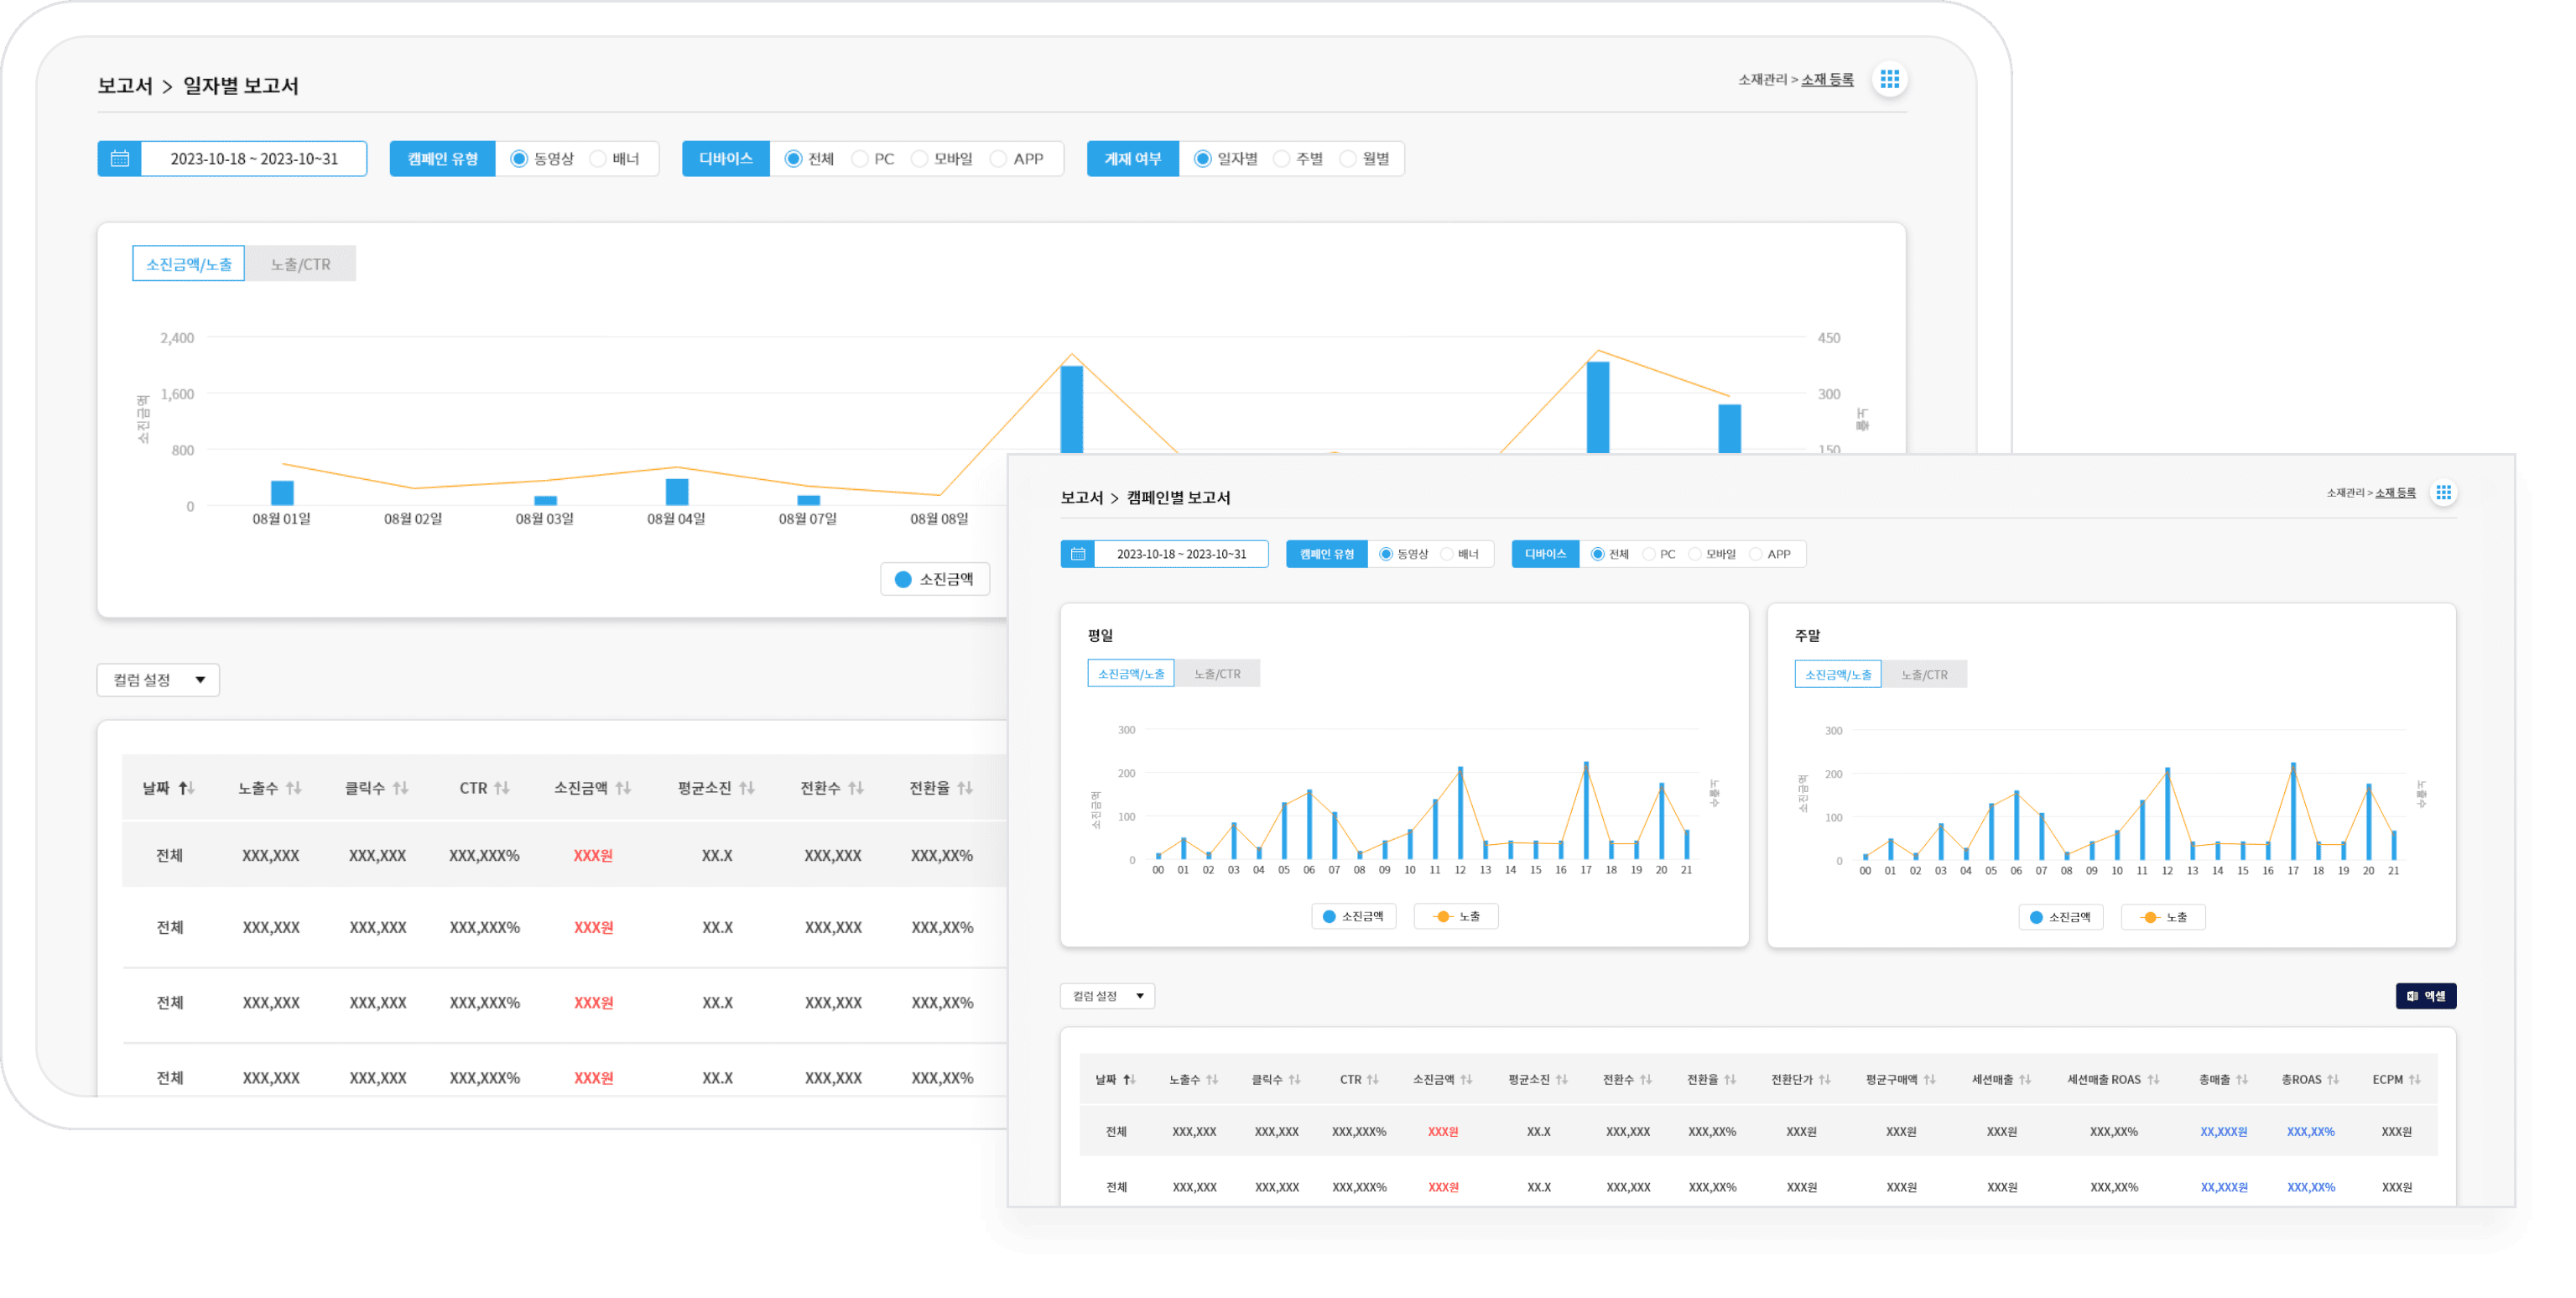 보고서 > 일자별 보고서
소재관리 > 소재 등록
2023-10-18 ~ 2023-10~31
캠페인 유형 동영상 배너
디바이스 전체 PC 모바일 APP
게재 여부 일자별 주별 월별
소진금액/노출 노출/CTR
2,400
1,600
800
0
소진금액
450
300
150
노출
08월 01일 08월 02일 08월 03일 08월 04일 08월 07일 08월 08일
소진금액
컬럼 설정
날짜 노출수 클릭수 CTR 소진금액 평균소진 전환수 전환율
전체 XXX,XXX XXX,XXX XXX,XXX% XXX원 XX.X XXX,XXX XXX,XX%
전체 XXX,XXX XXX,XXX XXX,XXX% XXX원 XX.X XXX,XXX XXX,XX%
전체 XXX,XXX XXX,XXX XXX,XXX% XXX원 XX.X XXX,XXX XXX,XX%
전체 XXX,XXX XXX,XXX XXX,XXX% XXX원 XX.X XXX,XXX XXX,XX%
보고서 > 캠페인별 보고서
소재관리 > 소재 등록
2023-10-18 ~ 2023-10~31
캠페인 유형 동영상 배너
디바이스 전체 PC 모바일 APP
평일
소진금액/노출 노출/CTR
300
200
100
0
소진금액
노출수
00 01 02 03 04 05 06 07 08 09 10 11 12 13 14 15 16 17 18 19 20 21
소진금액 노출
주말
소진금액/노출 노출/CTR
300
200
100
0
소진금액
노출수
00 01 02 03 04 05 06 07 08 09 10 11 12 13 14 15 16 17 18 19 20 21
소진금액 노출
컬럼 설정
엑셀
날짜 노출수 클릭수 CTR 소진금액 평균소진 전환수 전환율 전환단가 평균구매액 세션매출 세션매출 ROAS 총매출 총ROAS ECPM
전체 XXX,XXX XXX,XXX XXX,XXX% XXX원 XX.X XXX,XXX XXX,XX% XXX원 XXX원 XXX원 XXX,XX% XX,XXX원 XXX,XX% XXX원
전체 XXX,XXX XXX,XXX XXX,XXX% XXX원 XX.X XXX,XXX XXX,XX% XXX원 XXX원 XXX원 XXX,XX% XX,XXX원 XXX,XX% XXX원